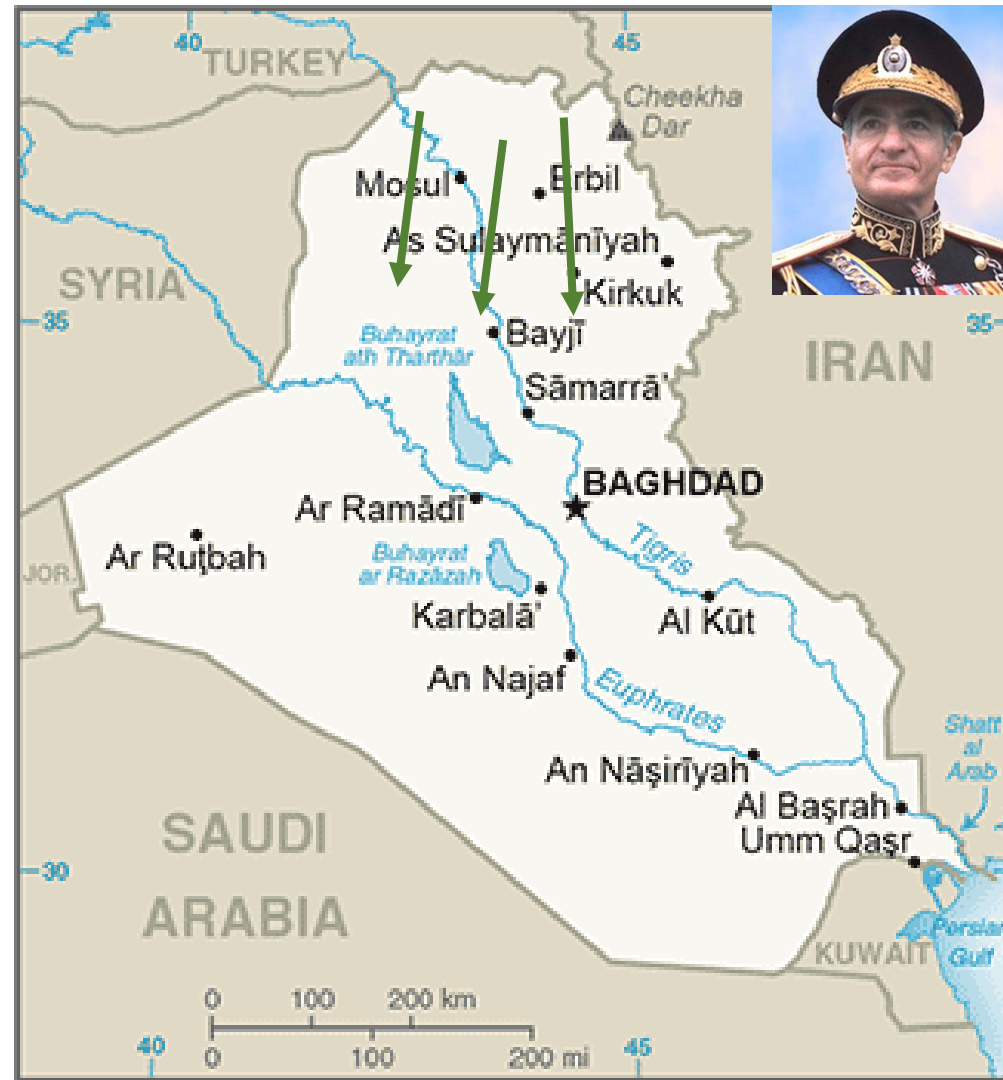 40
45
TURKEY
Cheekha
Dar
Mosul
Erbil
As Sulaymānīyah
Kirkuk
SYRIA
35
35
Buhayrat
ath Tharthār
Bayjī
IRAN
Sāmarrā'
BAGHDAD
Ar Ramādī
Tigris
Ar Ruţbah
JOR.
Buhayrat
ar Razāzah
Karbalā'
Al Kūt
An Najaf
Euphrates
Shatt
al
Arab
An Nāşirīyah
Al Başrah
Umm Qaşr
SAUDI
ARABIA
30
KUWAIT
Persian
Gulf
0 100 200 km
0 100 200 mi
40
45